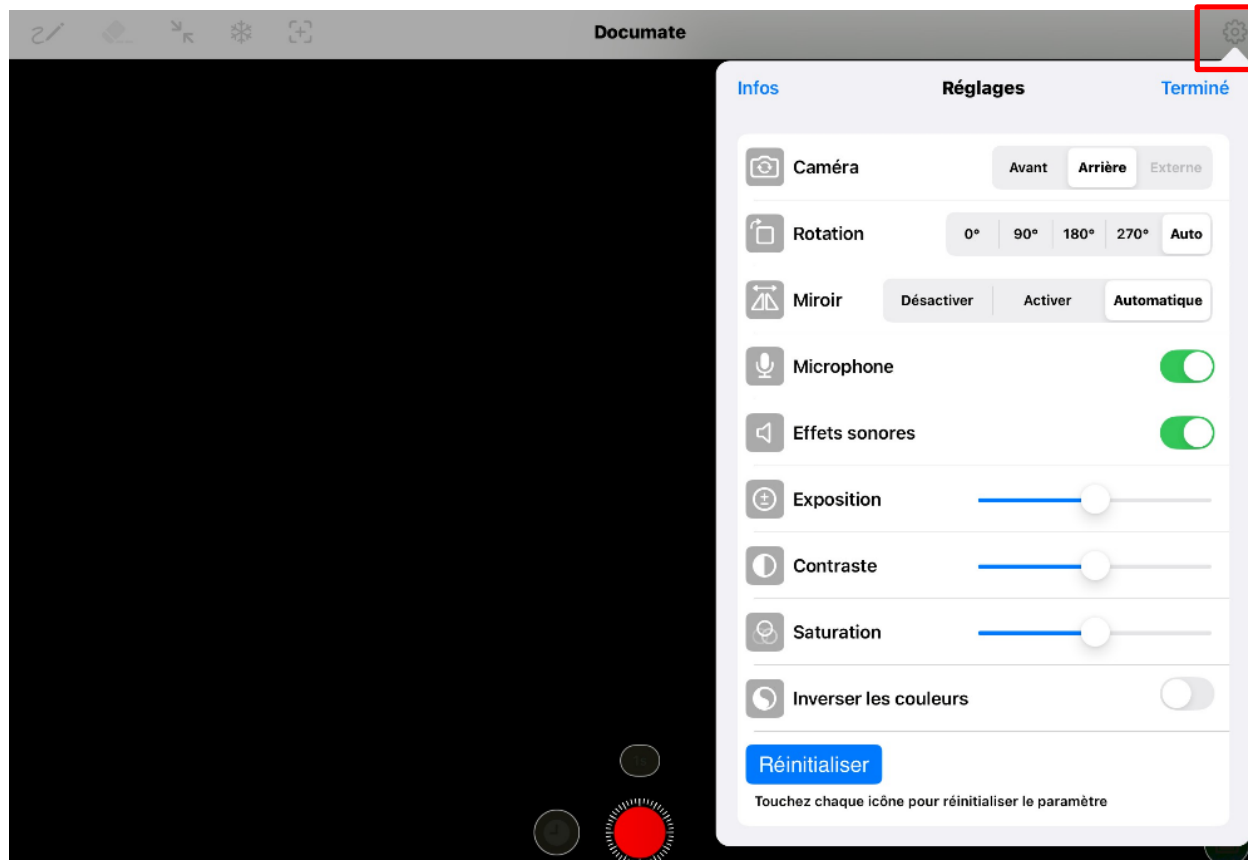 Documate
Infos Réglages Terminé
Caméra Avant Arrière Externe
Rotation 0° 90° 180° 270° Auto
Miroir Désactiver Activer Automatique
Microphone
Effets sonores
Exposition
Contraste
Saturation
Inverser les couleurs
Réinitialiser
Touchez chaque icône pour réinitialiser le paramètre